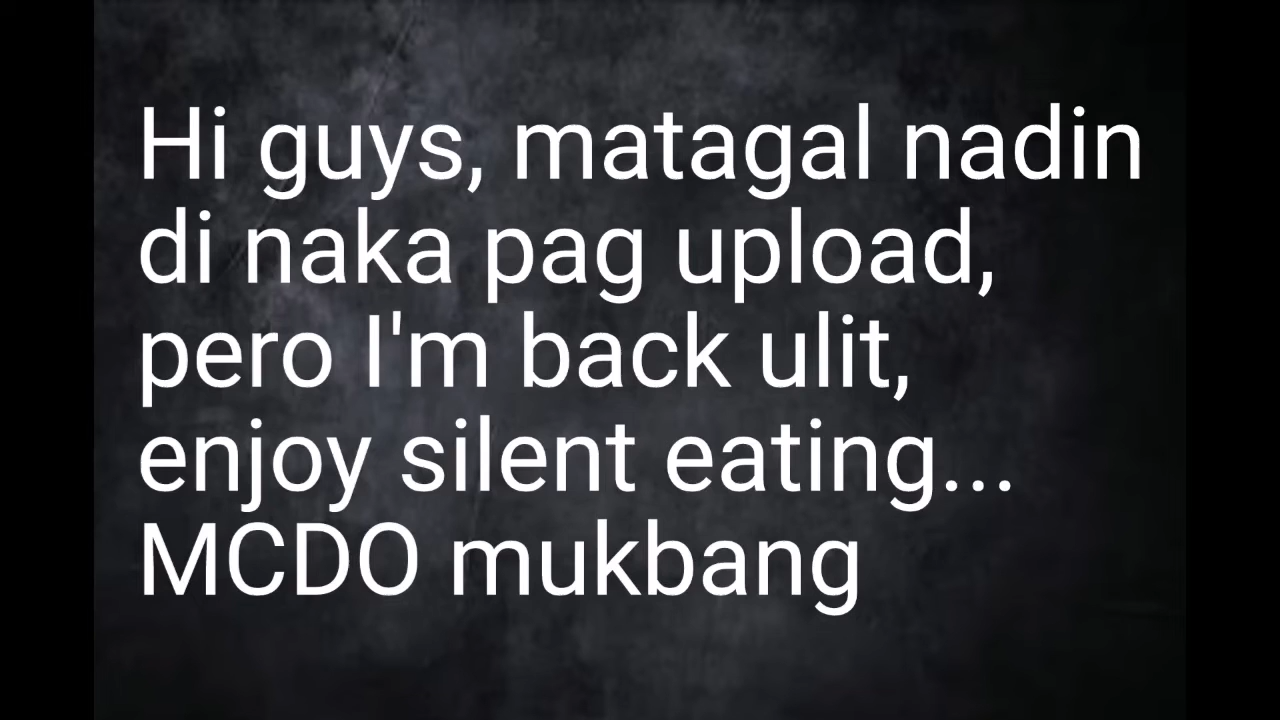 Hi guys, matagal nadin
di naka pag upload,
pero I'm back ulit,
enjoy silent eating...
MCDO mukbang